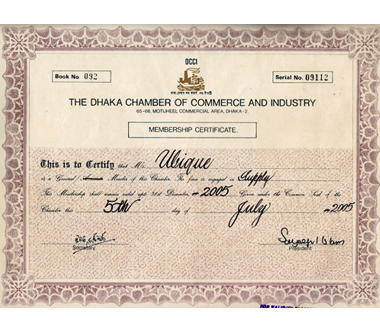 DCCI
Book No 092
Serial No. 09112
THE DHAKA CHAMBER OF COMMERCE AND INDUSTRY
65-66, MOTIJHEEL COMMERCIAL AREA, DHAKA-2
MEMBERSHIP CERTIFICATE.
This is to Certify that M/s Ubique
is a General / Associate Member of this Chamber. The firm is engaged in Supply
The Membership shall remain valid upto 31st December 2005 Given under the Common Seal of the
Chamber this 5th day of July 2005
Secretary
President